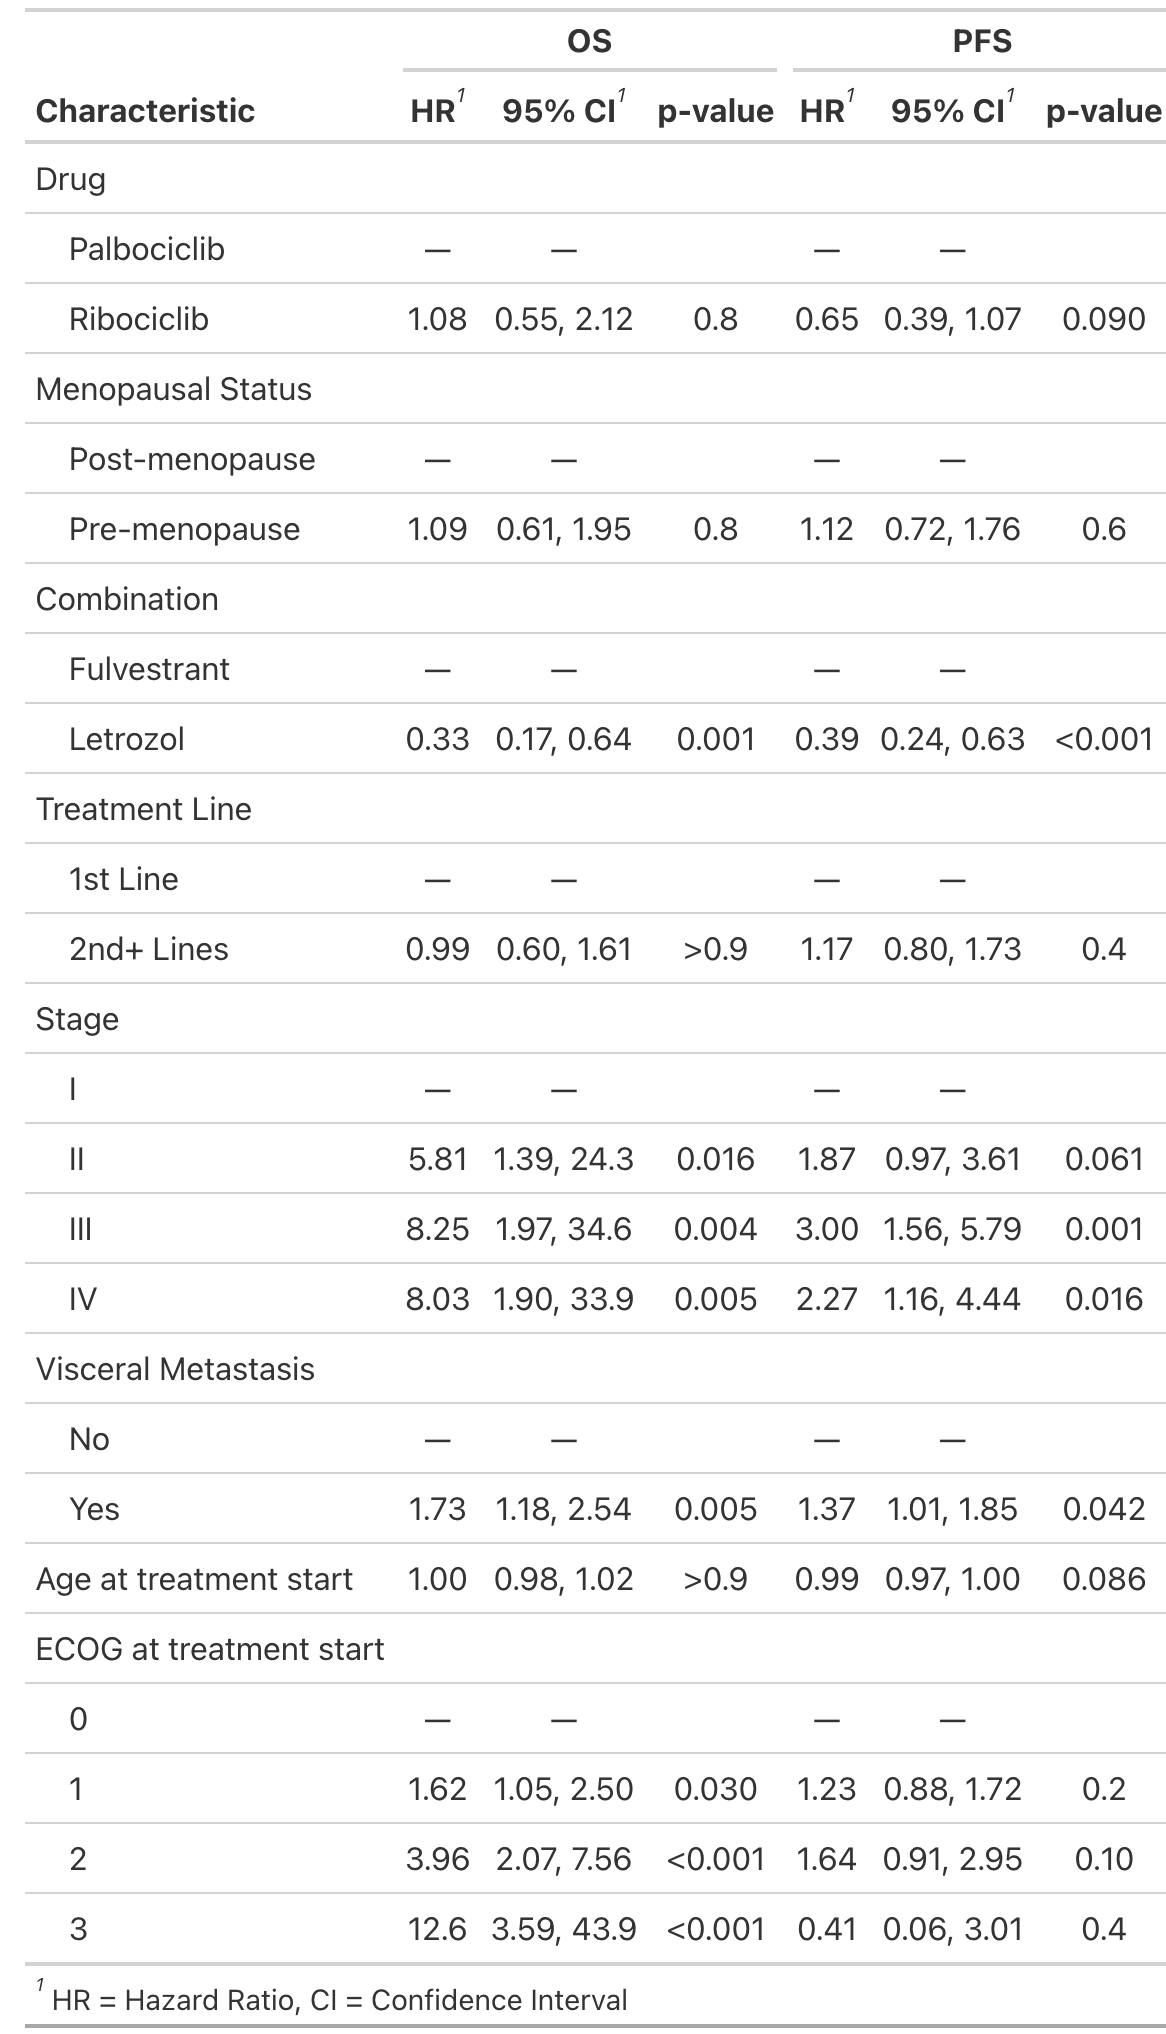 OS PFS
Characteristic HR1 95% CI1 p-value HR1 95% CI1 p-value
Drug
Palbociclib — — — —
Ribociclib 1.08 0.55, 2.12 0.8 0.65 0.39, 1.07 0.090
Menopausal Status
Post-menopause — — — —
Pre-menopause 1.09 0.61, 1.95 0.8 1.12 0.72, 1.76 0.6
Combination
Fulvestrant — — — —
Letrozol 0.33 0.17, 0.64 0.001 0.39 0.24, 0.63 <0.001
Treatment Line
1st Line — — — —
2nd+ Lines 0.99 0.60, 1.61 >0.9 1.17 0.80, 1.73 0.4
Stage
I — — — —
II 5.81 1.39, 24.3 0.016 1.87 0.97, 3.61 0.061
III 8.25 1.97, 34.6 0.004 3.00 1.56, 5.79 0.001
IV 8.03 1.90, 33.9 0.005 2.27 1.16, 4.44 0.016
Visceral Metastasis
No — — — —
Yes 1.73 1.18, 2.54 0.005 1.37 1.01, 1.85 0.042
Age at treatment start 1.00 0.98, 1.02 >0.9 0.99 0.97, 1.00 0.086
ECOG at treatment start
0 — — — —
1 1.62 1.05, 2.50 0.030 1.23 0.88, 1.72 0.2
2 3.96 2.07, 7.56 <0.001 1.64 0.91, 2.95 0.10
3 12.6 3.59, 43.9 <0.001 0.41 0.06, 3.01 0.4
1 HR = Hazard Ratio, CI = Confidence Interval